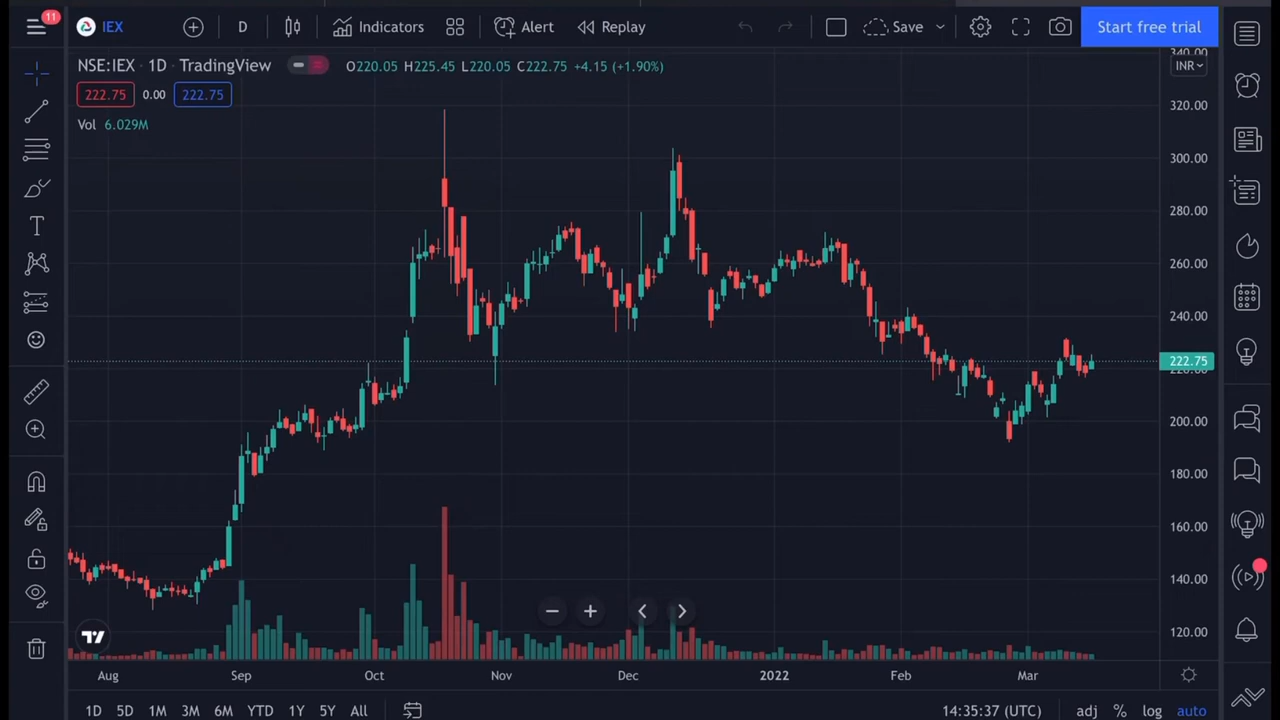 11
IEX
D
Indicators
Alert
Replay
Save
Start free trial
NSE:IEX · 1D · TradingView
O220.05 H225.45 L220.05 C222.75 +4.15 (+1.90%)
INR
222.75
0.00
222.75
Vol 6.029M
340.00
320.00
300.00
280.00
260.00
240.00
222.75
220.00
200.00
180.00
160.00
140.00
120.00
Aug
Sep
Oct
Nov
Dec
2022
Feb
Mar
1D 5D 1M 3M 6M YTD 1Y 5Y All
14:35:37 (UTC)
adj
%
log
auto